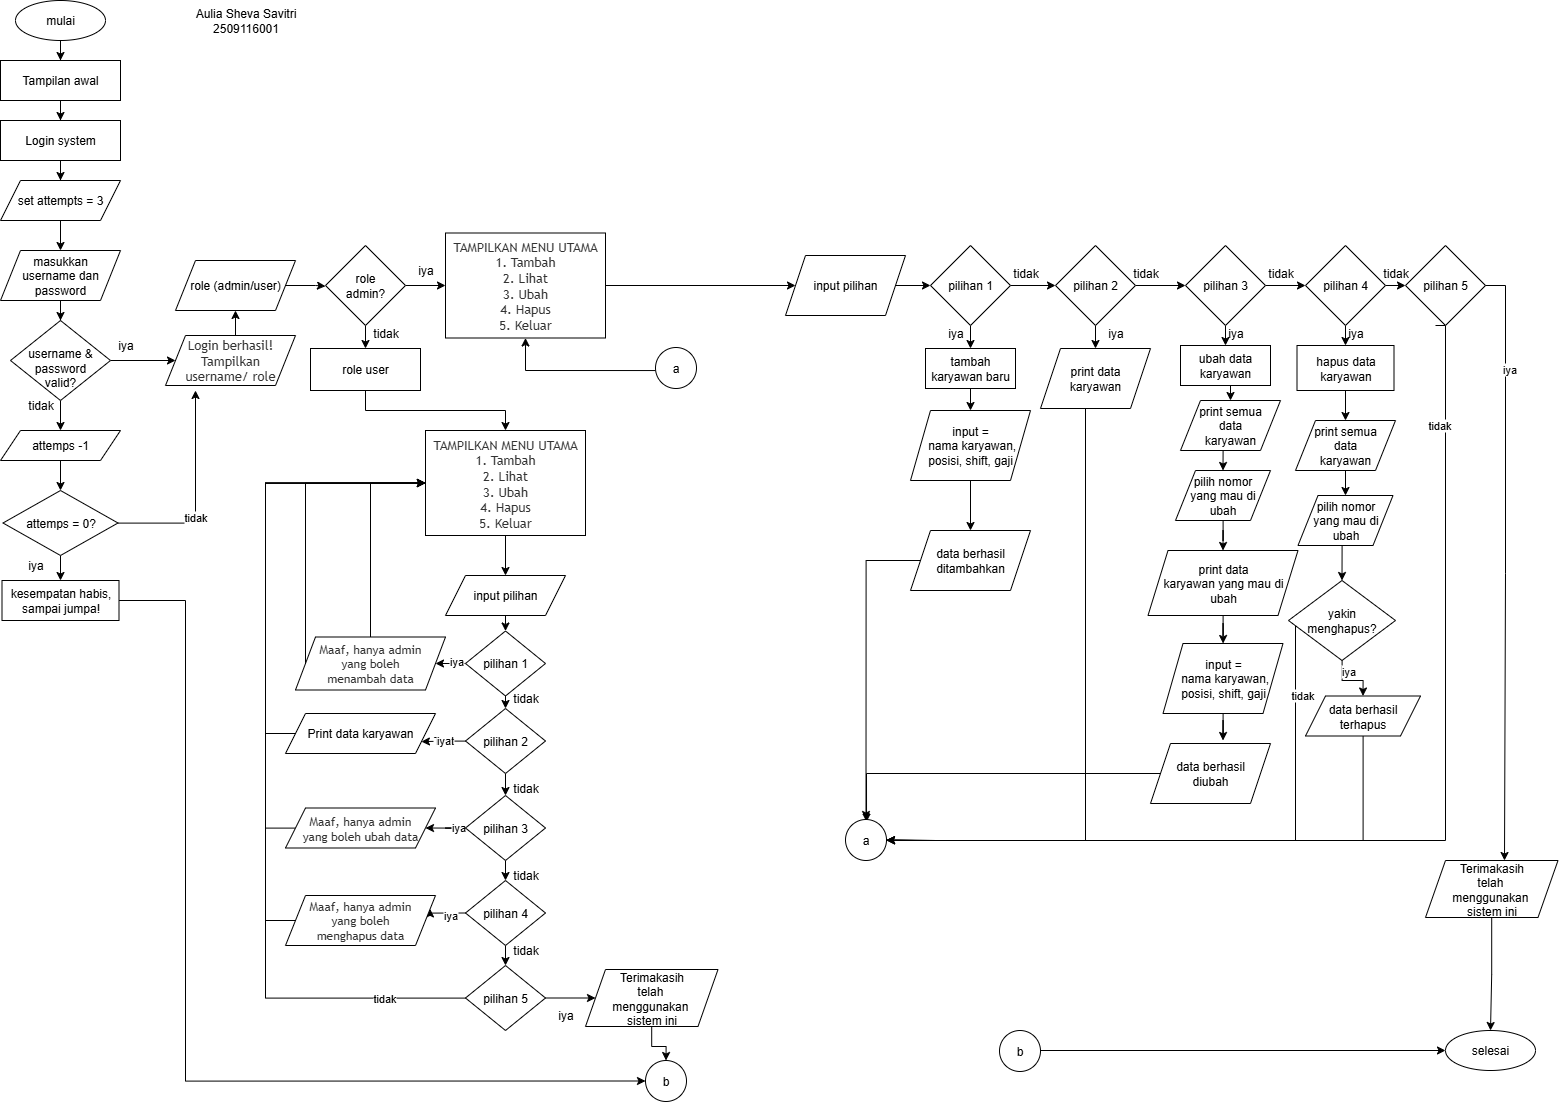 mulai
Aulia Sheva Savitri
2509116001
Tampilan awal
Login system
set attempts = 3
masukkan
username dan
password
username &
password
valid?
iya
tidak
attemps -1
attemps = 0?
tidak
iya
kesempatan habis,
sampai jumpa!
Login berhasil!
Tampilkan
username/ role
role (admin/user)
role
admin?
iya
tidak
role user
TAMPILKAN MENU UTAMA
1. Tambah
2. Lihat
3. Ubah
4. Hapus
5. Keluar
a
TAMPILKAN MENU UTAMA
1. Tambah
2. Lihat
3. Ubah
4. Hapus
5. Keluar
input pilihan
pilihan 1
iya
Maaf, hanya admin
yang boleh
menambah data
tidak
pilihan 2
iyat
Print data karyawan
tidak
pilihan 3
iya
Maaf, hanya admin
yang boleh ubah data
tidak
pilihan 4
iya
Maaf, hanya admin
yang boleh
menghapus data
tidak
pilihan 5
tidak
iya
Terimakasih
telah
menggunakan
sistem ini
b
input pilihan
pilihan 1
tidak
iya
tambah
karyawan baru
input =
nama karyawan,
posisi, shift, gaji
data berhasil
ditambahkan
pilihan 2
tidak
iya
print data
karyawan
pilihan 3
tidak
iya
ubah data
karyawan
print semua
data
karyawan
pilih nomor
yang mau di
ubah
print data
karyawan yang mau di
ubah
input =
nama karyawan,
posisi, shift, gaji
data berhasil
diubah
pilihan 4
tidak
iya
hapus data
karyawan
print semua
data
karyawan
pilih nomor
yang mau di
ubah
yakin
menghapus?
iya
tidak
data berhasil
terhapus
pilihan 5
tidak
iya
a
Terimakasih
telah
menggunakan
sistem ini
b
selesai